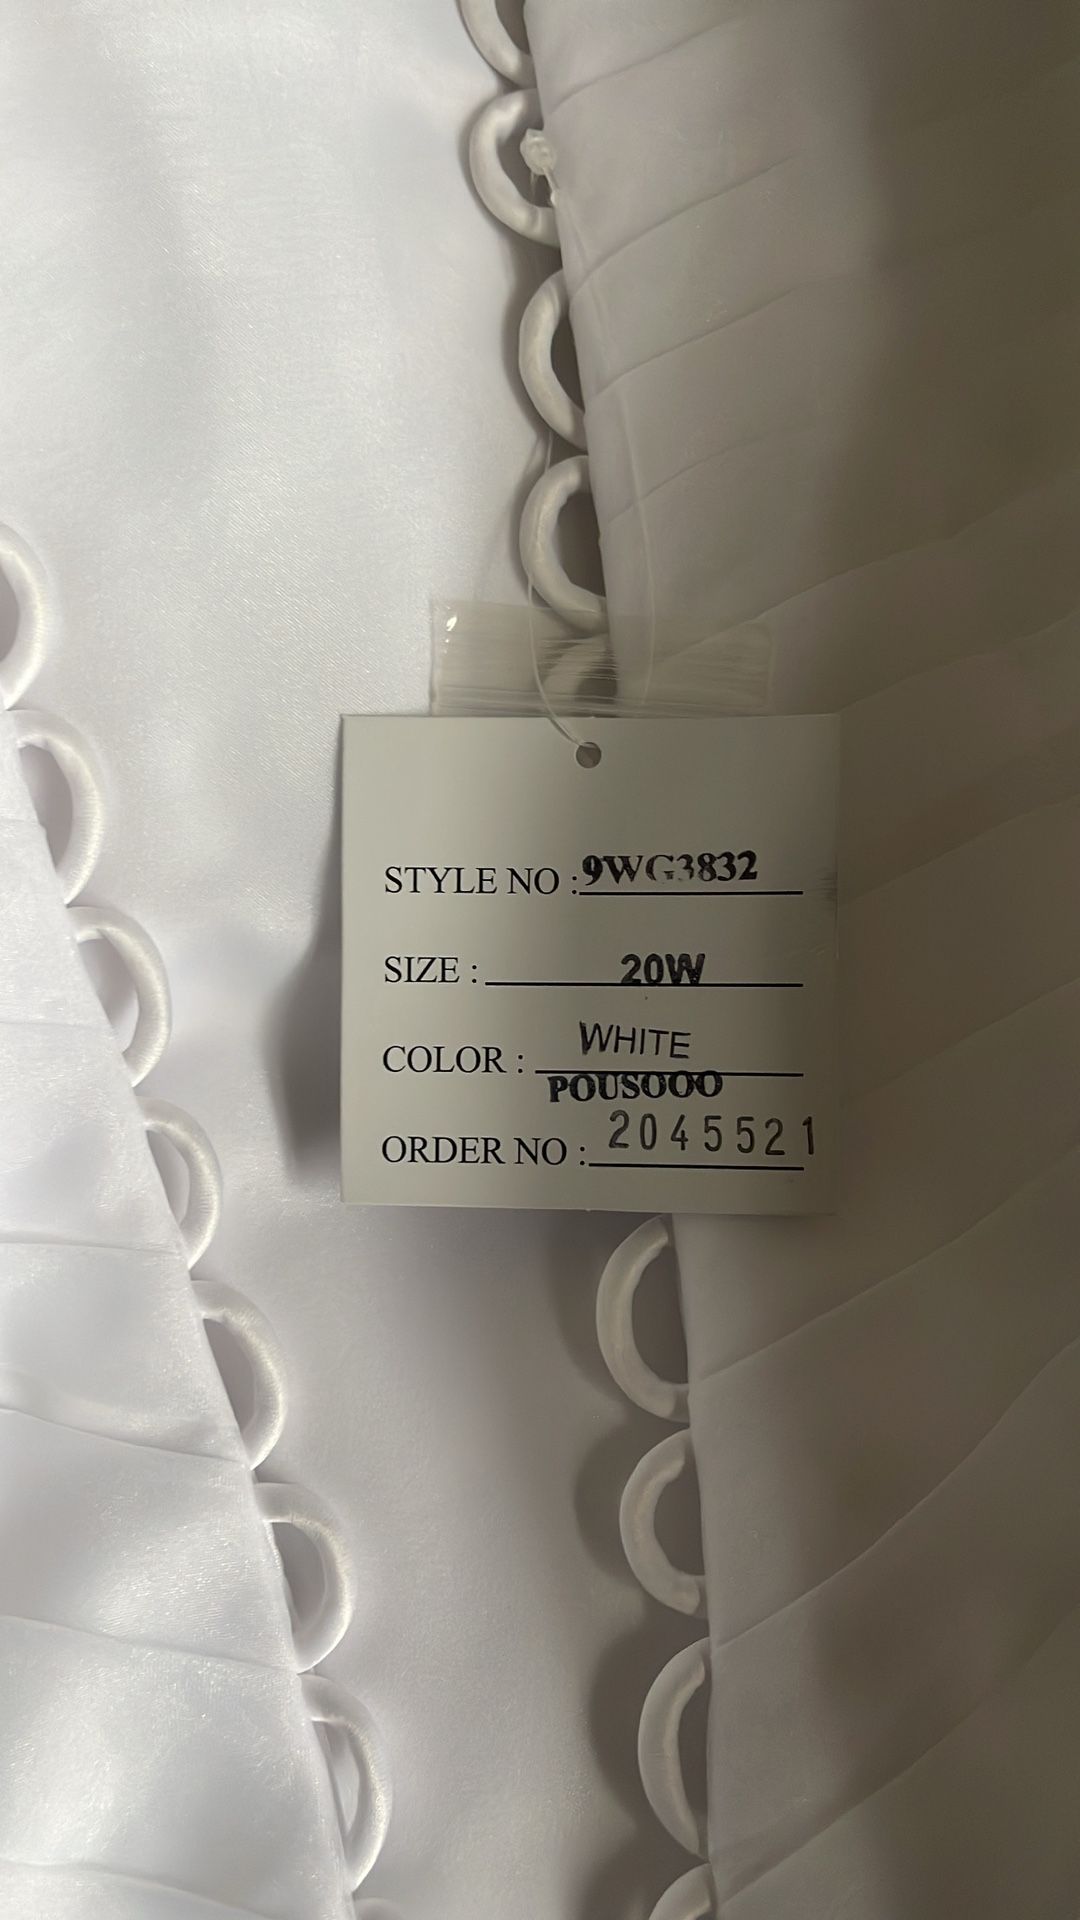 STYLE NO : 9WG3832
SIZE : 20W
COLOR : WHITE
POUSOOO
ORDER NO : 2045521